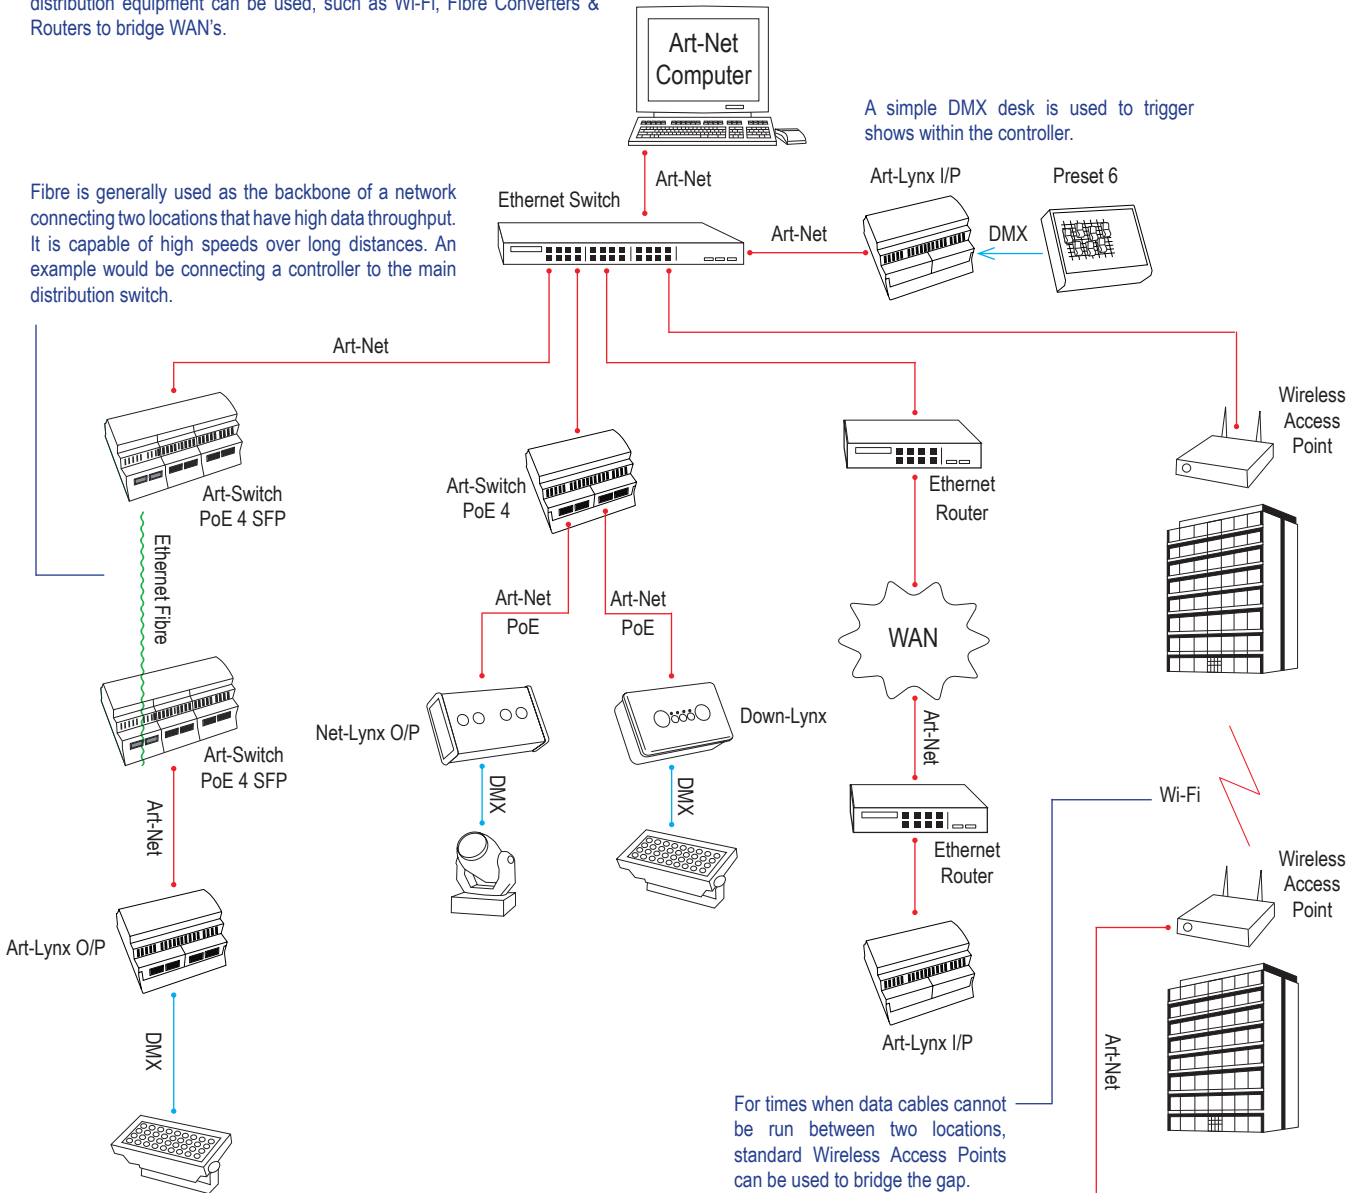 distribution equipment can be used, such as Wi-Fi, Fibre Converters &
Routers to bridge WAN's.
Art-Net
Computer
A simple DMX desk is used to trigger
shows within the controller.
Fibre is generally used as the backbone of a network
connecting two locations that have high data throughput.
It is capable of high speeds over long distances. An
example would be connecting a controller to the main
distribution switch.
Art-Net
Ethernet Switch
Art-Net
Art-Lynx I/P
Preset 6
DMX
Art-Net
Wireless
Access
Point
Art-Switch
PoE 4 SFP
Art-Switch
PoE 4
Ethernet
Router
Ethernet Fibre
Art-Net
PoE
Art-Net
PoE
WAN
Net-Lynx O/P
Down-Lynx
Art-Net
Art-Switch
PoE 4 SFP
DMX
DMX
Wi-Fi
Art-Net
Ethernet
Router
Wireless
Access
Point
Art-Lynx O/P
Art-Lynx I/P
DMX
Art-Net
For times when data cables cannot
be run between two locations,
standard Wireless Access Points
can be used to bridge the gap.